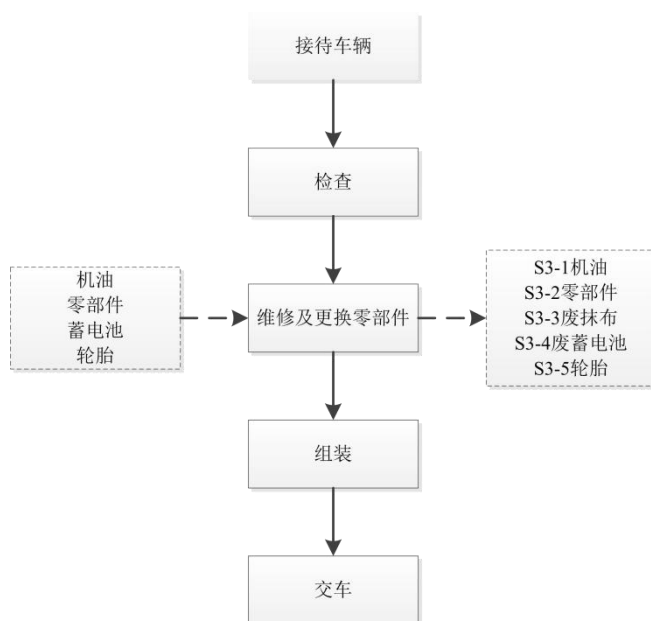 接待车辆
检查
机油
零部件
蓄电池
轮胎
维修及更换零部件
S3-1机油
S3-2零部件
S3-3废抹布
S3-4废蓄电池
S3-5轮胎
组装
交车